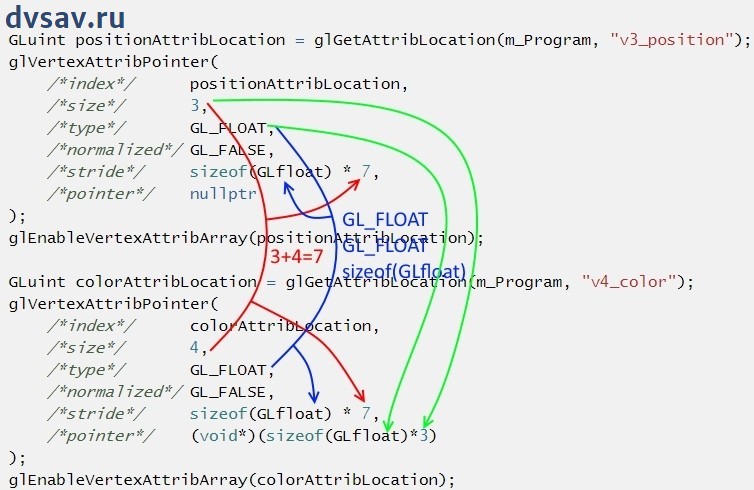 dvsav.ru
GLuint positionAttribLocation = glGetAttribLocation(m_Program, "v3_position");
glVertexAttribPointer(
/*index*/ positionAttribLocation,
/*size*/ 3,
/*type*/ GL_FLOAT,
/*normalized*/ GL_FALSE,
/*stride*/ sizeof(GLfloat) * 7,
/*pointer*/ nullptr
);
GL_FLOAT
glEnableVertexAttribArray(positionAttribLocation);
GL_FLOAT
3+4=7
sizeof(GLfloat)
GLuint colorAttribLocation = glGetAttribLocation(m_Program, "v4_color");
glVertexAttribPointer(
/*index*/ colorAttribLocation,
/*size*/ 4,
/*type*/ GL_FLOAT,
/*normalized*/ GL_FALSE,
/*stride*/ sizeof(GLfloat) * 7,
/*pointer*/ (void*)(sizeof(GLfloat)*3)
);
glEnableVertexAttribArray(colorAttribLocation);